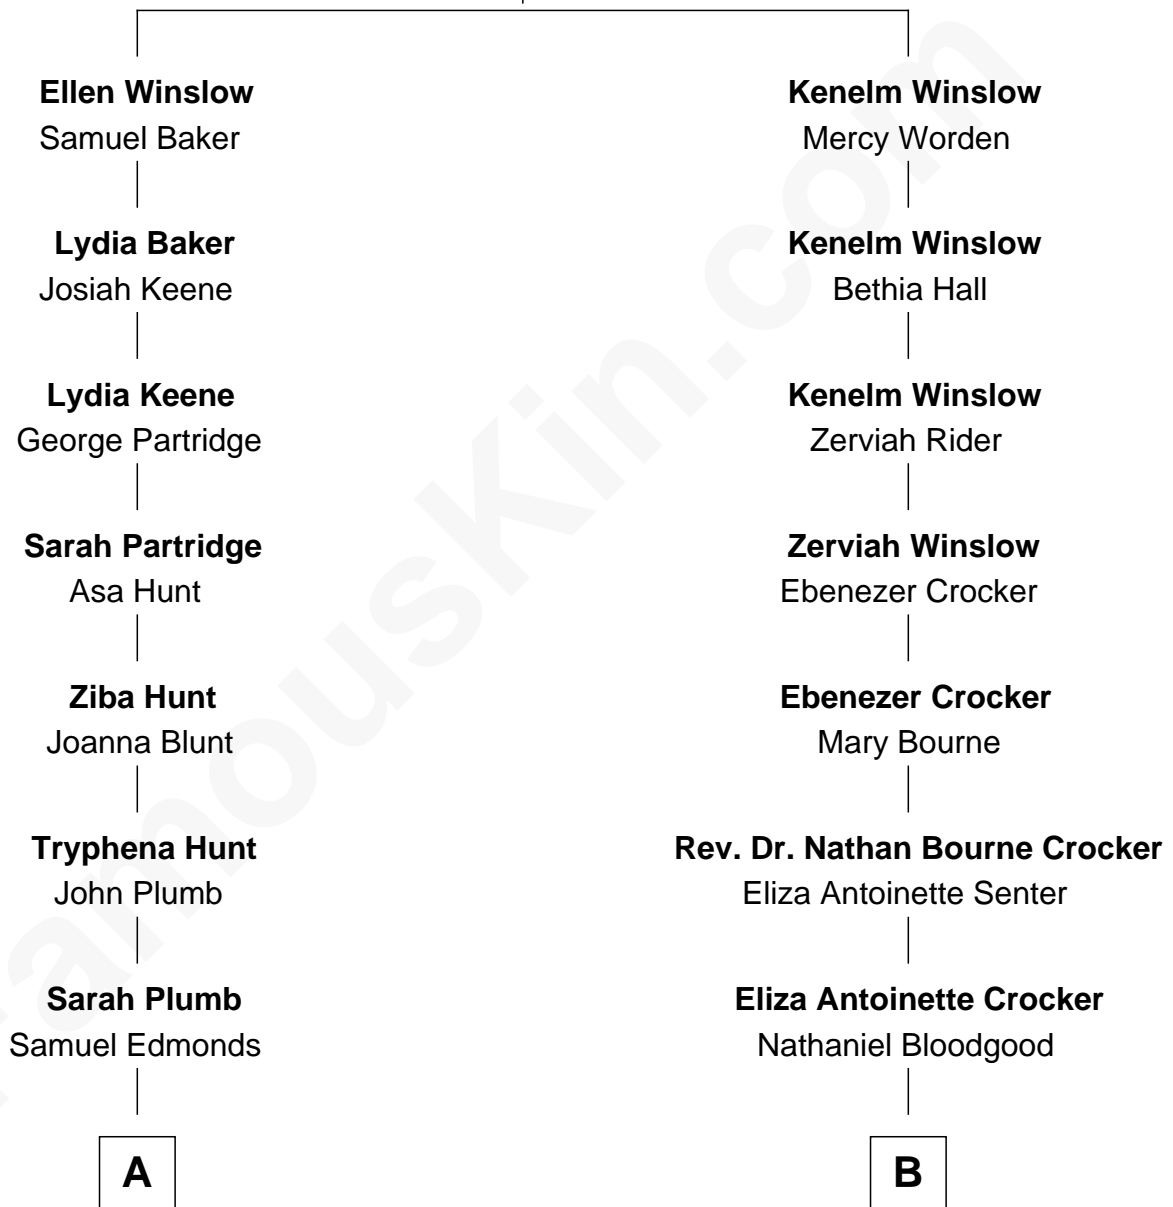 Ellen Winslow
Samuel Baker
Lydia Baker
Josiah Keene
Lydia Keene
George Partridge
Sarah Partridge
Asa Hunt
Ziba Hunt
Joanna Blunt
Tryphena Hunt
John Plumb
Sarah Plumb
Samuel Edmonds
A
Kenelm Winslow
Mercy Worden
Kenelm Winslow
Bethia Hall
Kenelm Winslow
Zerviah Rider
Zerviah Winslow
Ebenezer Crocker
Ebenezer Crocker
Mary Bourne
Rev. Dr. Nathan Bourne Crocker
Eliza Antoinette Senter
Eliza Antoinette Crocker
Nathaniel Bloodgood
B
FamousKin.com